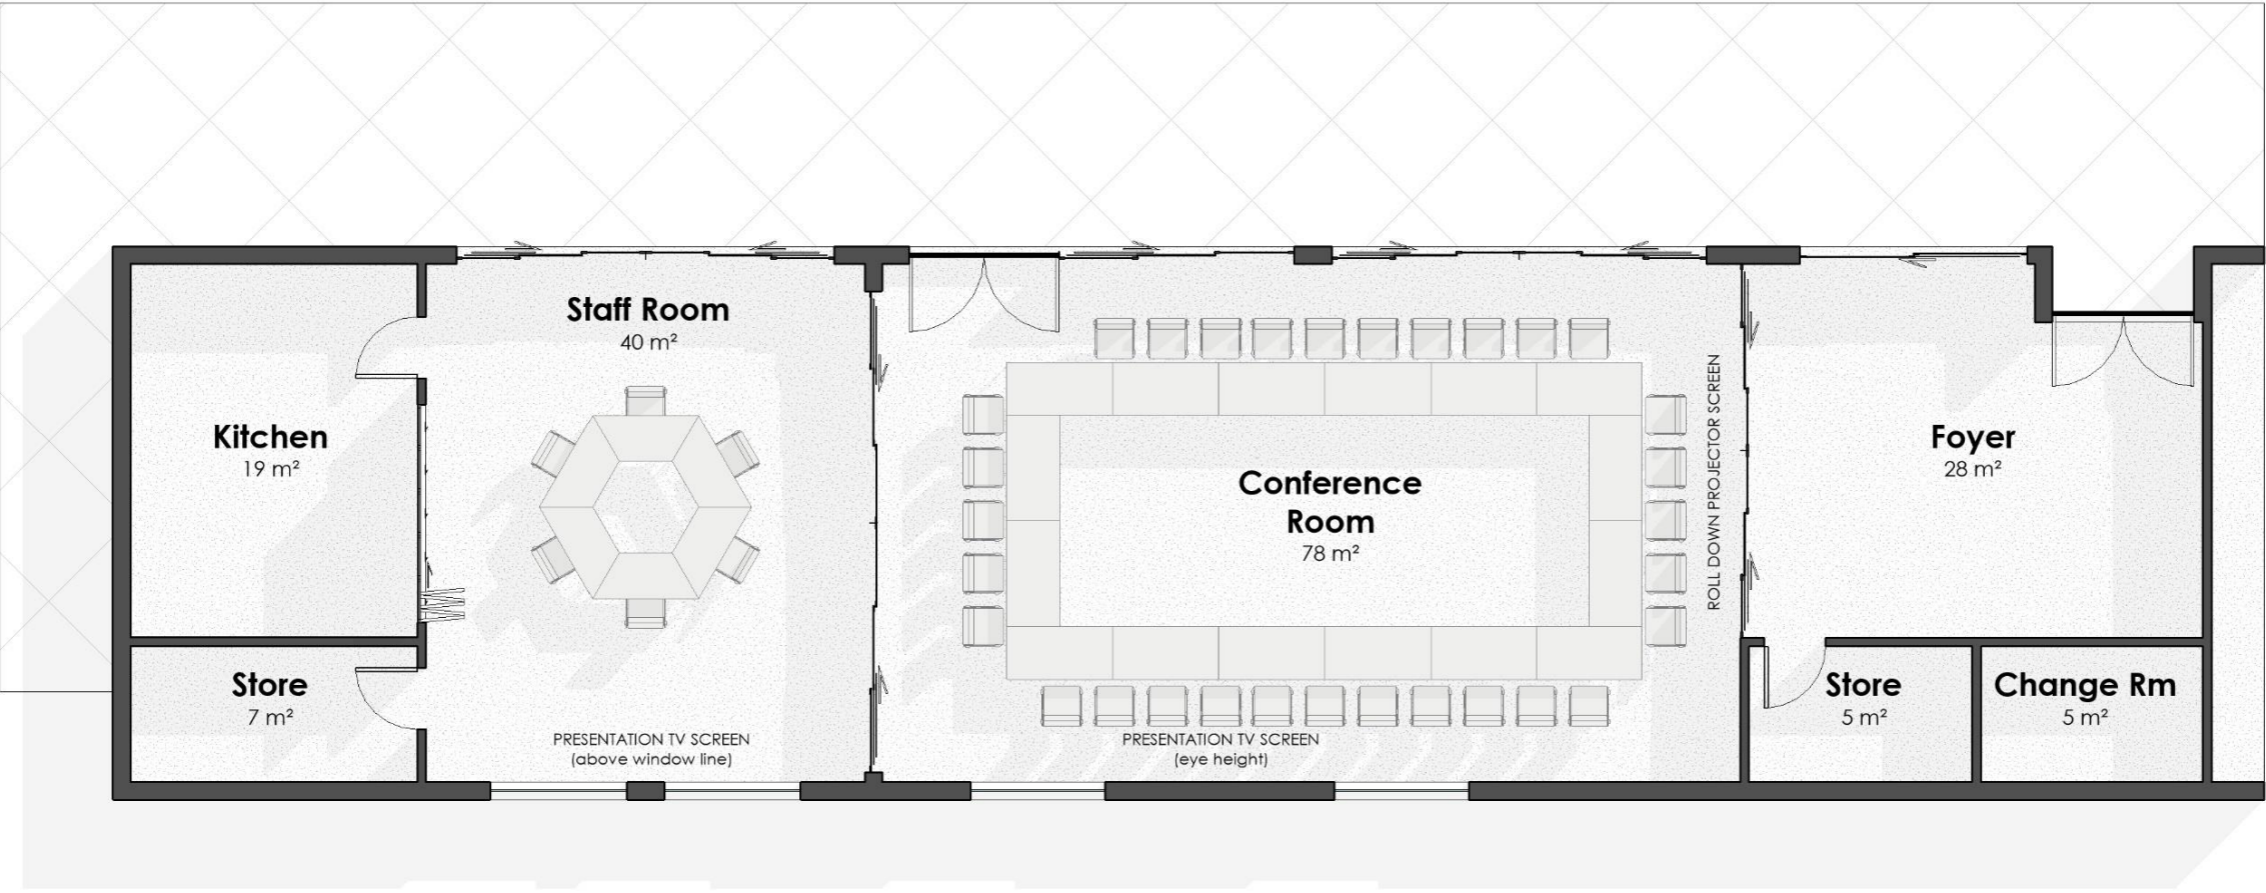 Staff Room
40 m²
Kitchen
19 m²
Store
7 m²
PRESENTATION TV SCREEN
(above window line)
Conference
Room
78 m²
PRESENTATION TV SCREEN
(eye height)
ROLL DOWN PROJECTOR SCREEN
Foyer
28 m²
Store
5 m²
Change Rm
5 m²